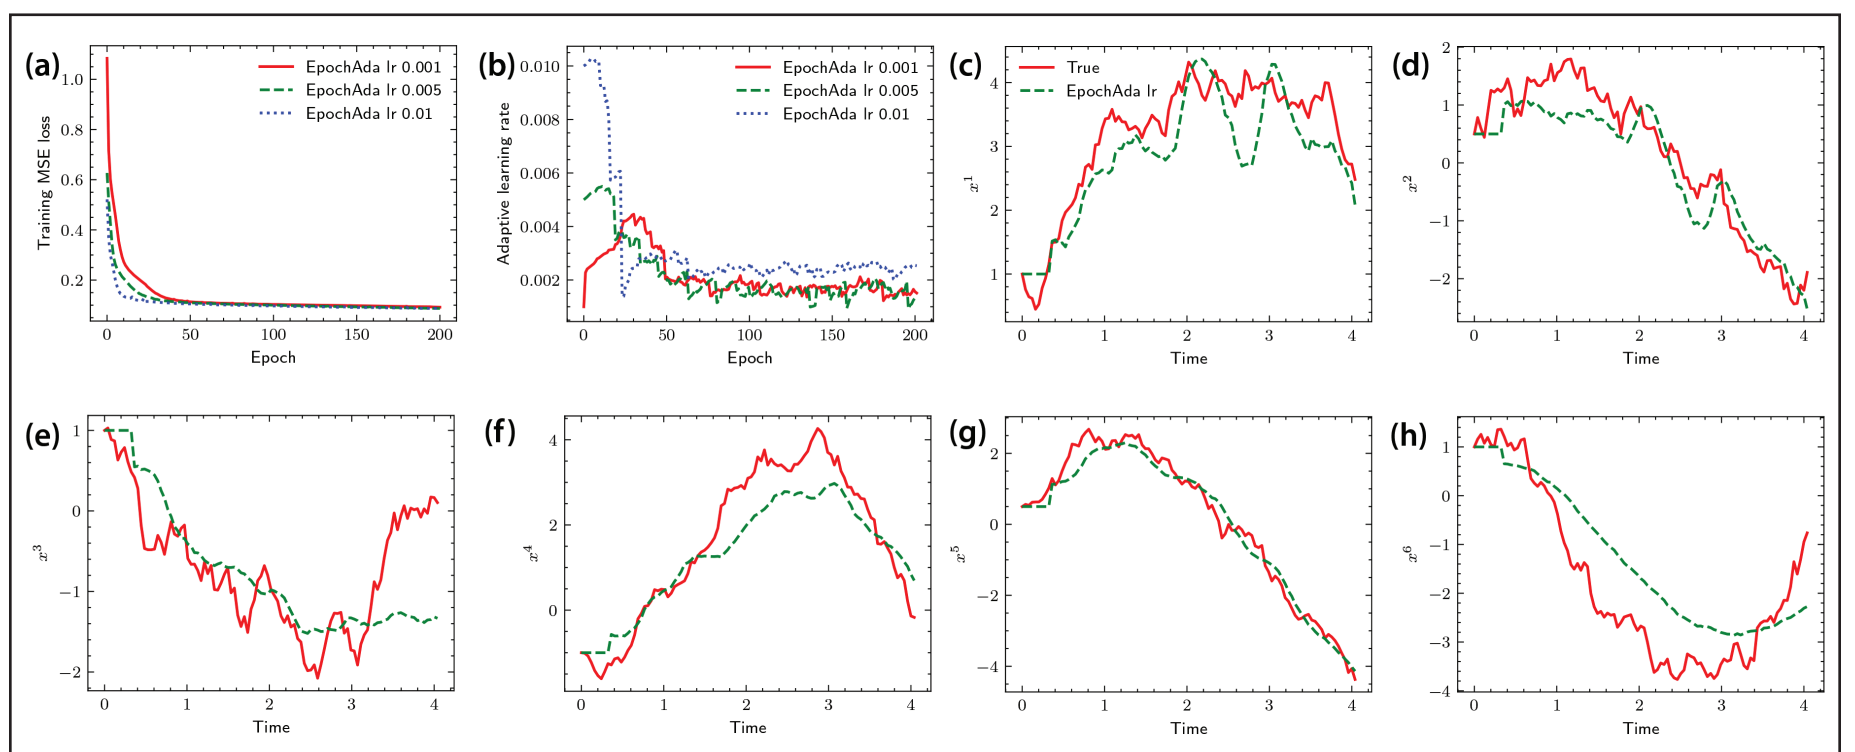 (a)
Training MSE loss
1.0
0.8
0.6
0.4
0.2
EpochAda lr 0.001
EpochAda lr 0.005
EpochAda lr 0.01
0 50 100 150 200
Epoch
(b)
Adaptive learning rate
0.010
0.008
0.006
0.004
0.002
EpochAda lr 0.001
EpochAda lr 0.005
EpochAda lr 0.01
0 50 100 150 200
Epoch
(c)
x¹
4
3
2
1
True
EpochAda lr
0 1 2 3 4
Time
(d)
x²
2
1
0
−1
−2
0 1 2 3 4
Time
(e)
x³
1
0
−1
−2
0 1 2 3 4
Time
(f)
x⁴
4
2
0
0 1 2 3 4
Time
(g)
x⁵
2
0
−2
−4
0 1 2 3 4
Time
(h)
x⁶
1
0
−1
−2
−3
−4
0 1 2 3 4
Time